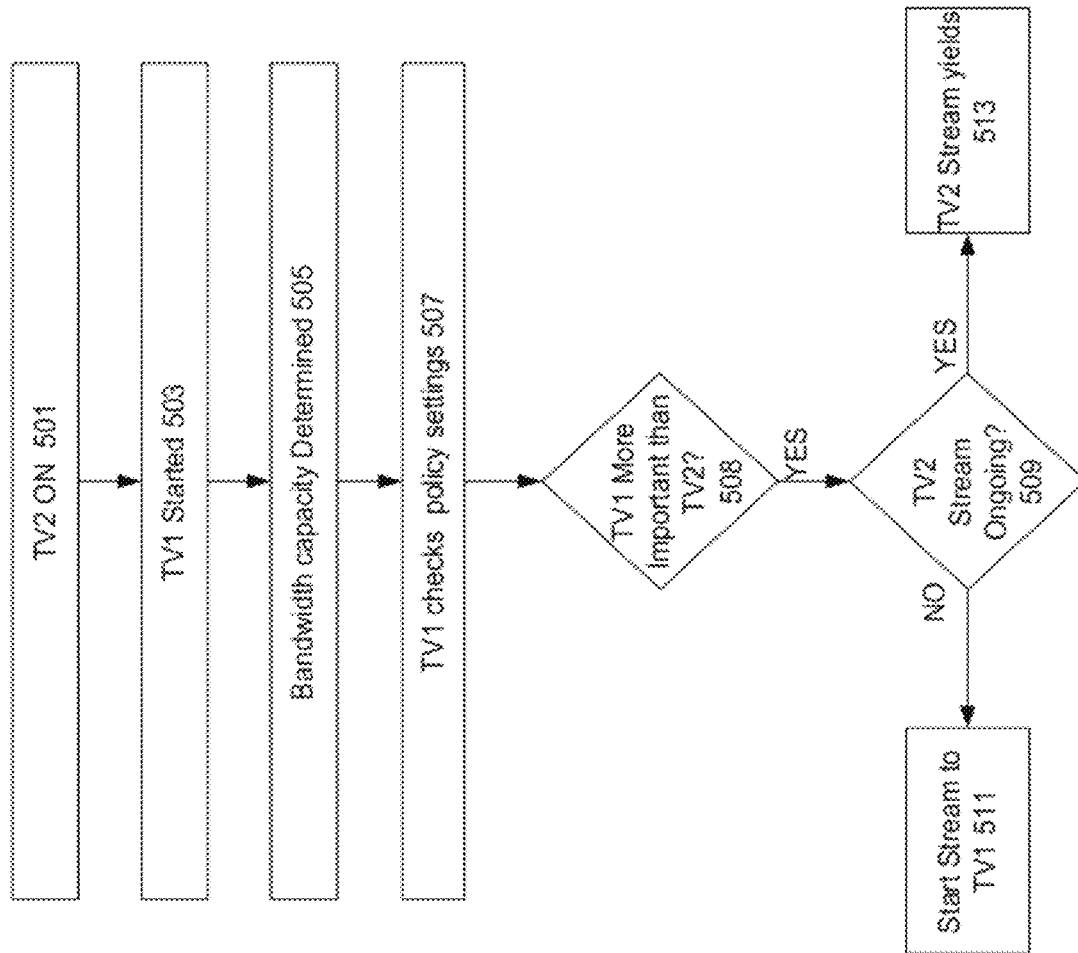 TV2 ON 501
TV1 Started 503
Bandwidth capacity Determined 505
TV1 checks policy settings 507
TV1 More
Important than
TV2?
508
YES
TV2
Stream
Ongoing?
509
NO
YES
Start Stream to
TV1 511
TV2 Stream yields
513